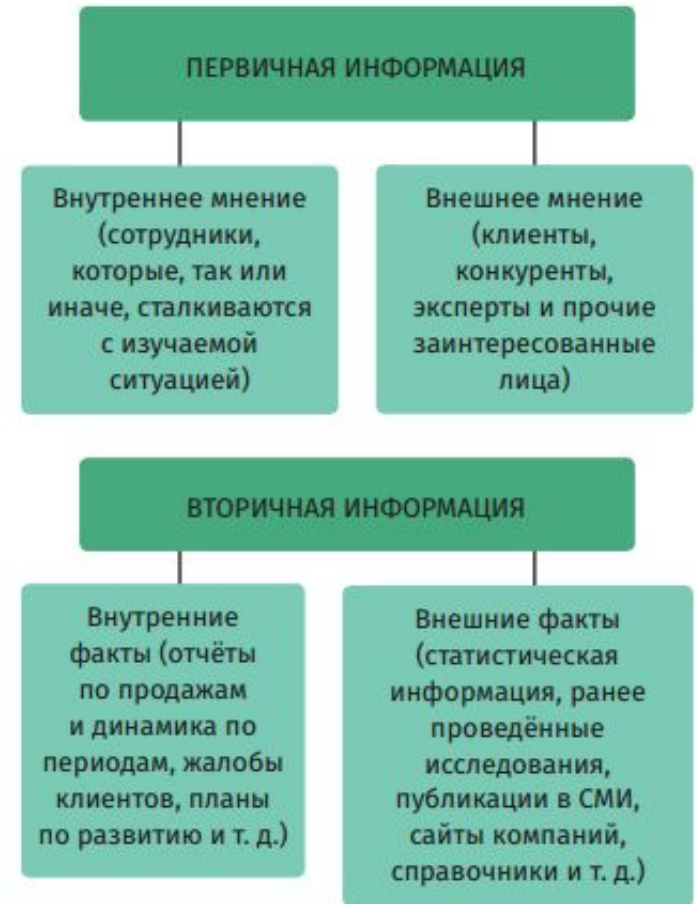 ПЕРВИЧНАЯ ИНФОРМАЦИЯ
Внутреннее мнение
(сотрудники,
которые, так или
иначе, сталкиваются
с изучаемой
ситуацией)
Внешнее мнение
(клиенты,
конкуренты,
эксперты и прочие
заинтересованные
лица)
ВТОРИЧНАЯ ИНФОРМАЦИЯ
Внутренние
факты (отчёты
по продажам
и динамика по
периодам, жалобы
клиентов, планы
по развитию и т. д.)
Внешние факты
(статистическая
информация, ранее
проведённые
исследования,
публикации в СМИ,
сайты компаний,
справочники и т. д.)